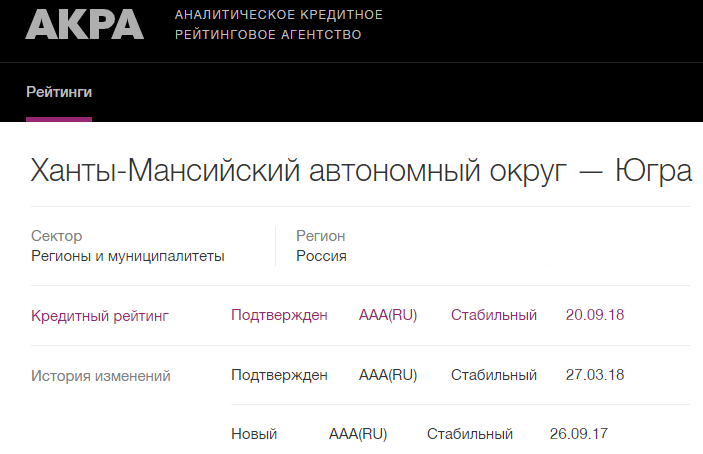 АКРА
АНАЛИТИЧЕСКОЕ КРЕДИТНОЕ
РЕЙТИНГОВОЕ АГЕНТСТВО
Рейтинги
Ханты-Мансийский автономный округ — Югра
Сектор Регион
Регионы и муниципалитеты Россия
Кредитный рейтинг Подтвержден AAA(RU) Стабильный 20.09.18
История изменений Подтвержден AAA(RU) Стабильный 27.03.18
Новый AAA(RU) Стабильный 26.09.17